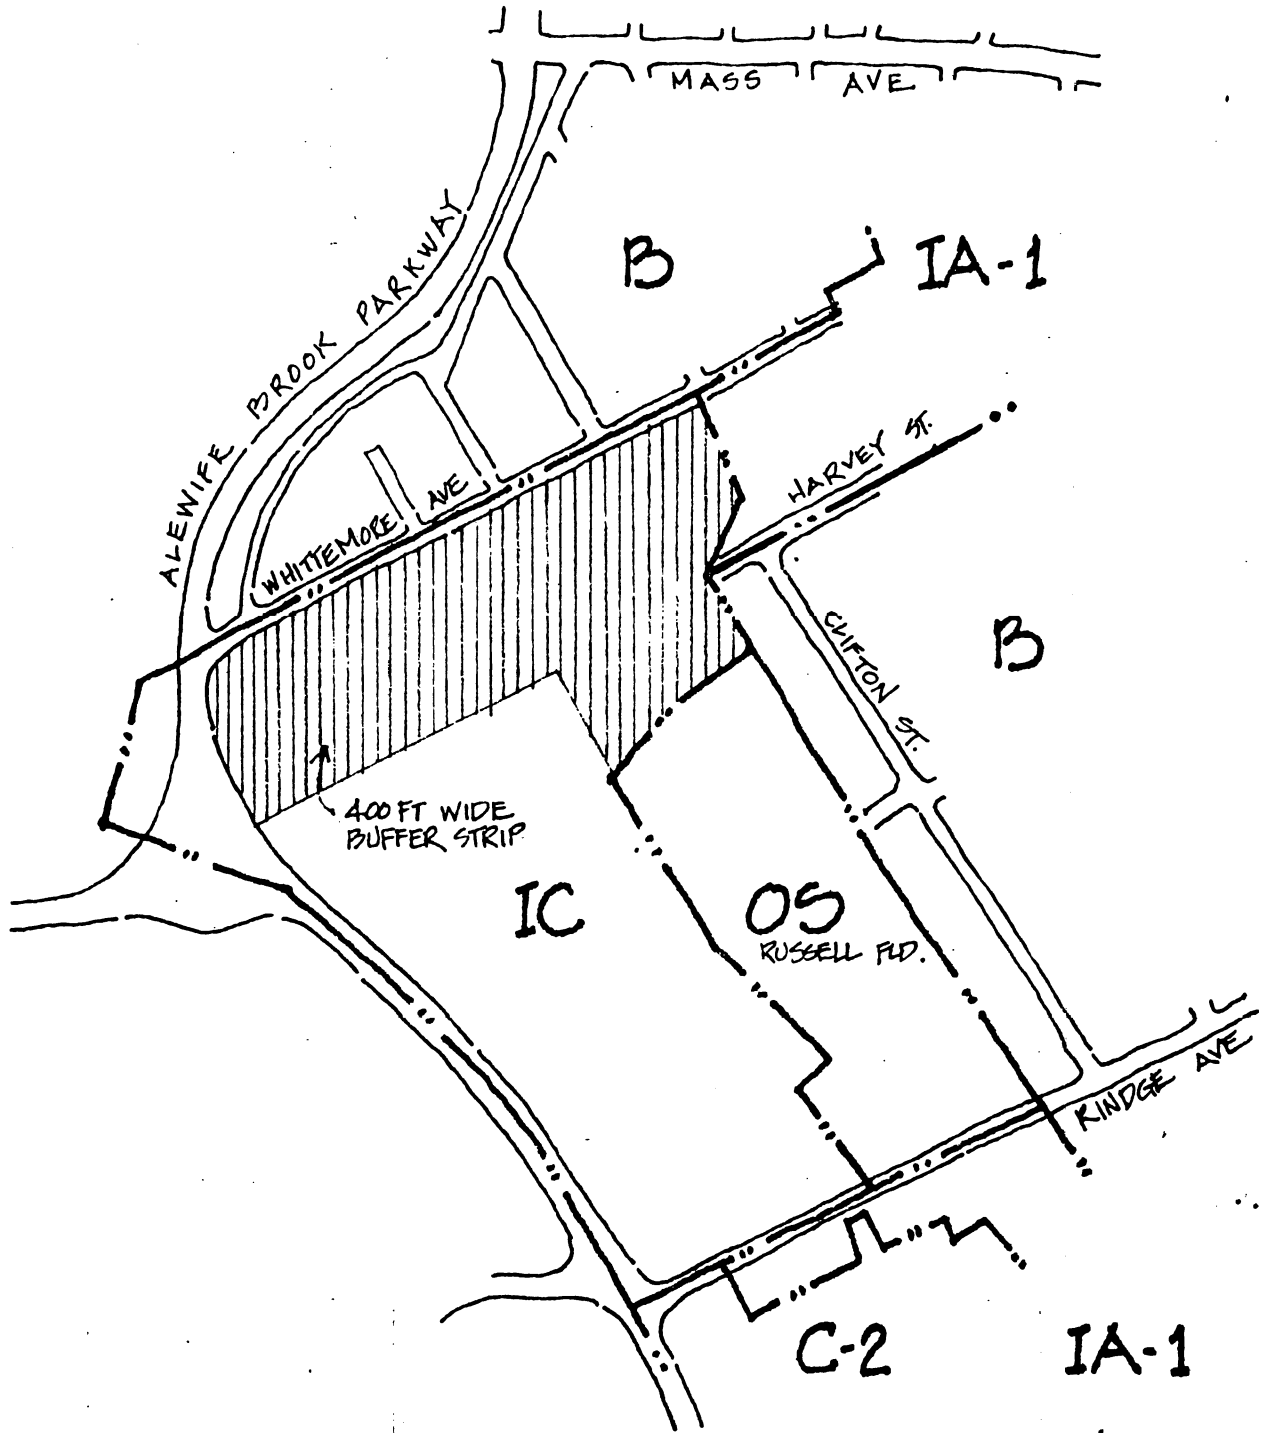 MASS AVE.
ALEWIFE BROOK PARKWAY
B
IA-1
HARVEY ST.
WHITTEMORE AVE
CLIFTON ST.
B
400 FT WIDE
BUFFER STRIP
IC
OS
RUSSELL FLD.
RINDGE AVE
C-2
IA-1